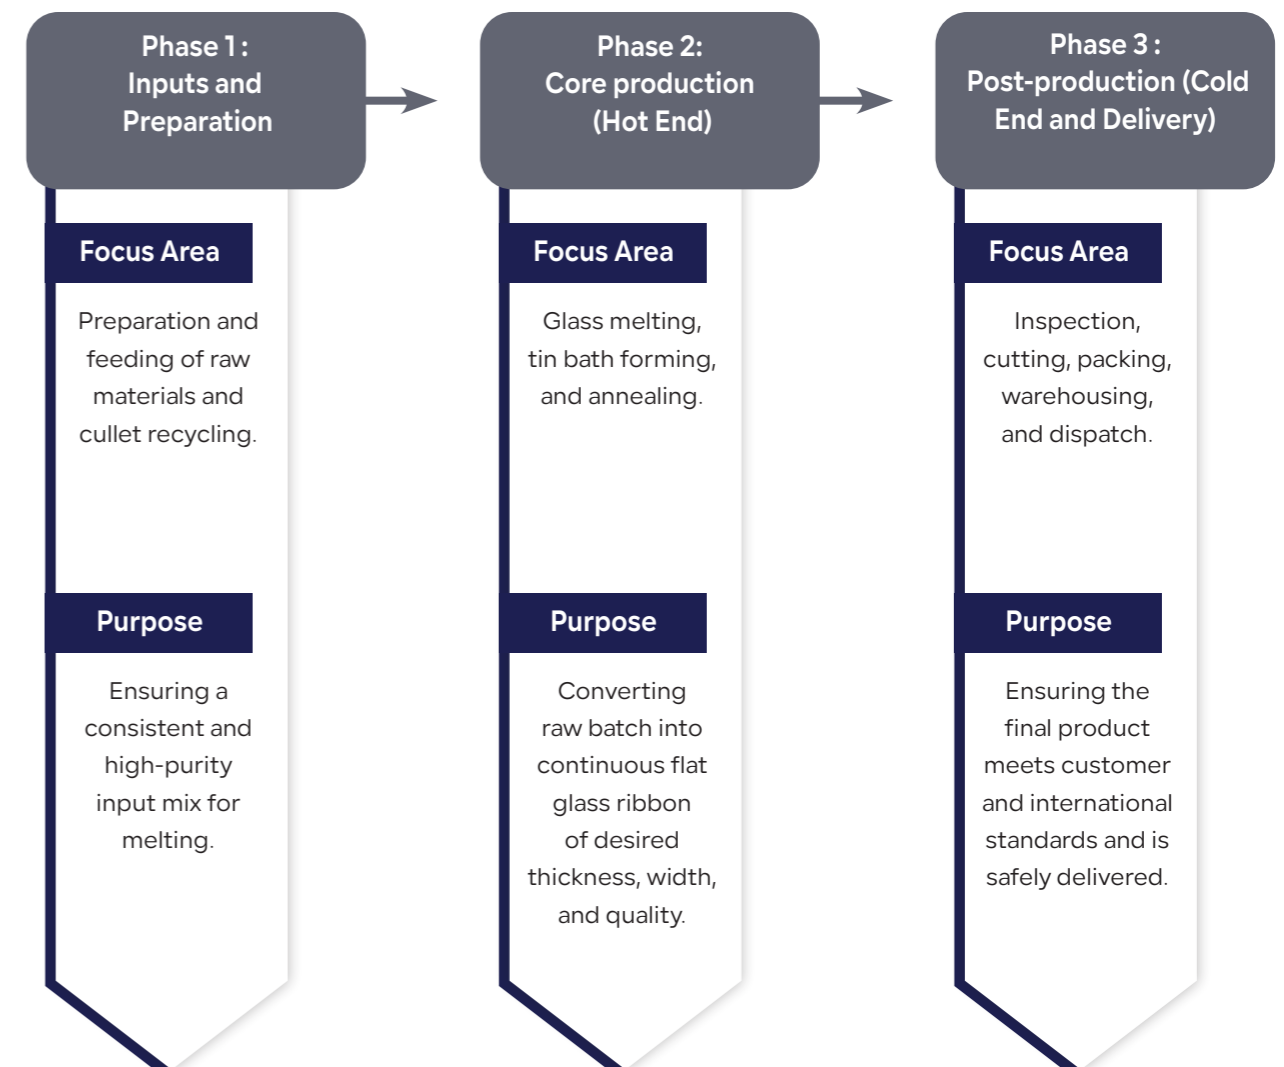 Phase 1 :
Inputs and
Preparation
Focus Area
Preparation and
feeding of raw
materials and
cullet recycling.
Purpose
Ensuring a
consistent and
high-purity
input mix for
melting.
Phase 2:
Core production
(Hot End)
Focus Area
Glass melting,
tin bath forming,
and annealing.
Purpose
Converting
raw batch into
continuous flat
glass ribbon
of desired
thickness, width,
and quality.
Phase 3 :
Post-production (Cold
End and Delivery)
Focus Area
Inspection,
cutting, packing,
warehousing,
and dispatch.
Purpose
Ensuring the
final product
meets customer
and international
standards and is
safely delivered.